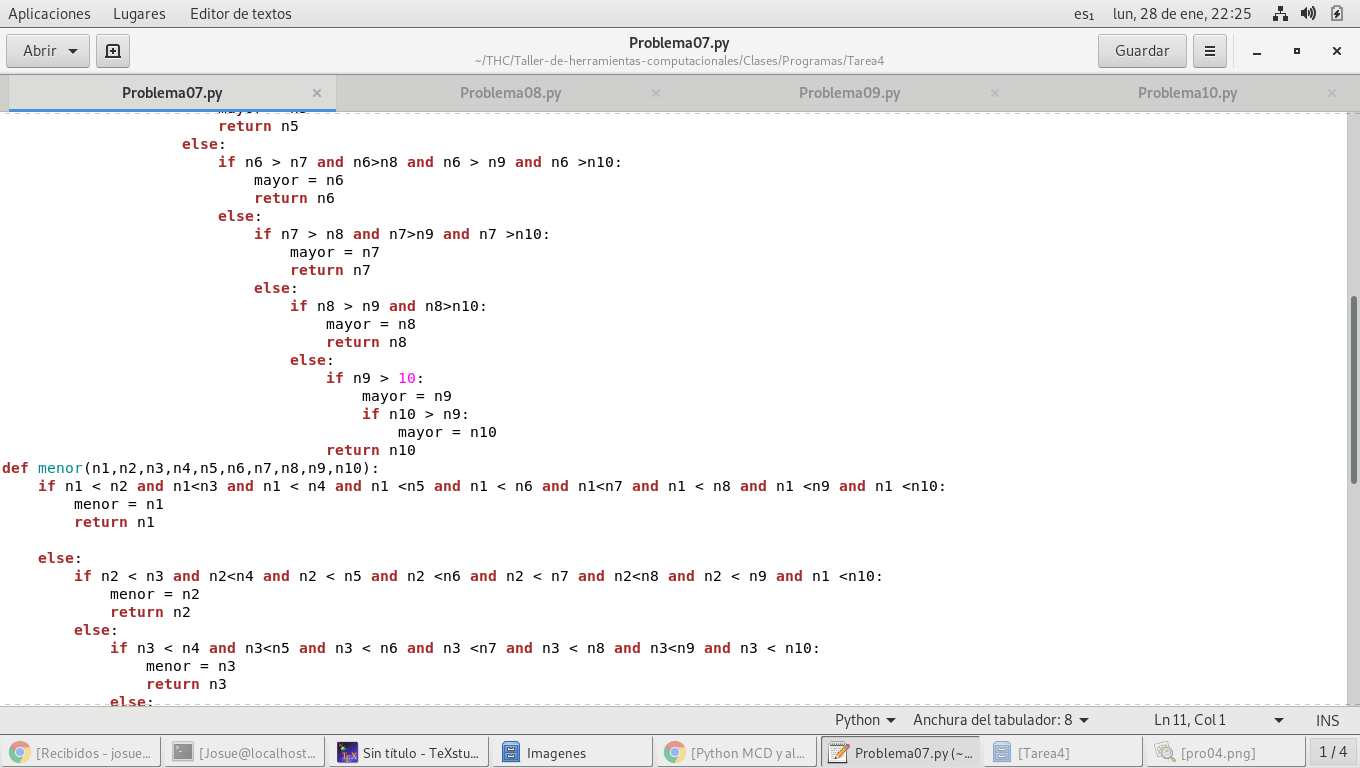 Aplicaciones Lugares Editor de textos es₁ lun, 28 de ene, 22:25
Abrir Problema07.py Guardar
~/THC/Taller-de-herramientas-computacionales/Clases/Programas/Tarea4
Problema07.py Problema08.py Problema09.py Problema10.py
return n5
else:
if n6 > n7 and n6>n8 and n6 > n9 and n6 >n10:
mayor = n6
return n6
else:
if n7 > n8 and n7>n9 and n7 >n10:
mayor = n7
return n7
else:
if n8 > n9 and n8>n10:
mayor = n8
return n8
else:
if n9 > 10:
mayor = n9
if n10 > n9:
mayor = n10
return n10
def menor(n1,n2,n3,n4,n5,n6,n7,n8,n9,n10):
if n1 < n2 and n1<n3 and n1 < n4 and n1 <n5 and n1 < n6 and n1<n7 and n1 < n8 and n1 <n9 and n1 <n10:
menor = n1
return n1
else:
if n2 < n3 and n2<n4 and n2 < n5 and n2 <n6 and n2 < n7 and n2<n8 and n2 < n9 and n1 <n10:
menor = n2
return n2
else:
if n3 < n4 and n3<n5 and n3 < n6 and n3 <n7 and n3 < n8 and n3<n9 and n3 < n10:
menor = n3
return n3
else:
Python Anchura del tabulador: 8 Ln 11, Col 1 INS
[Recibidos - josue... [Josue@localhost... Sin título - TeXstu... Imagenes [Python MCD y al... Problema07.py (~... [Tarea4] [pro04.png] 1 / 4